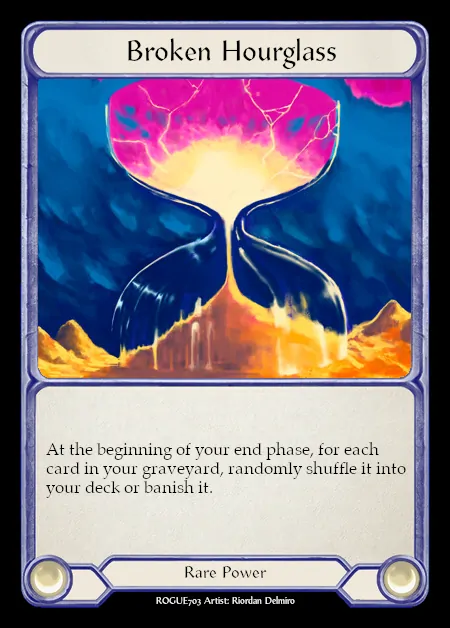 Broken Hourglass
At the beginning of your end phase, for each
card in your graveyard, randomly shuffle it into
your deck or banish it.
Rare Power
ROGUE703 Artist: Riordan Delmiro